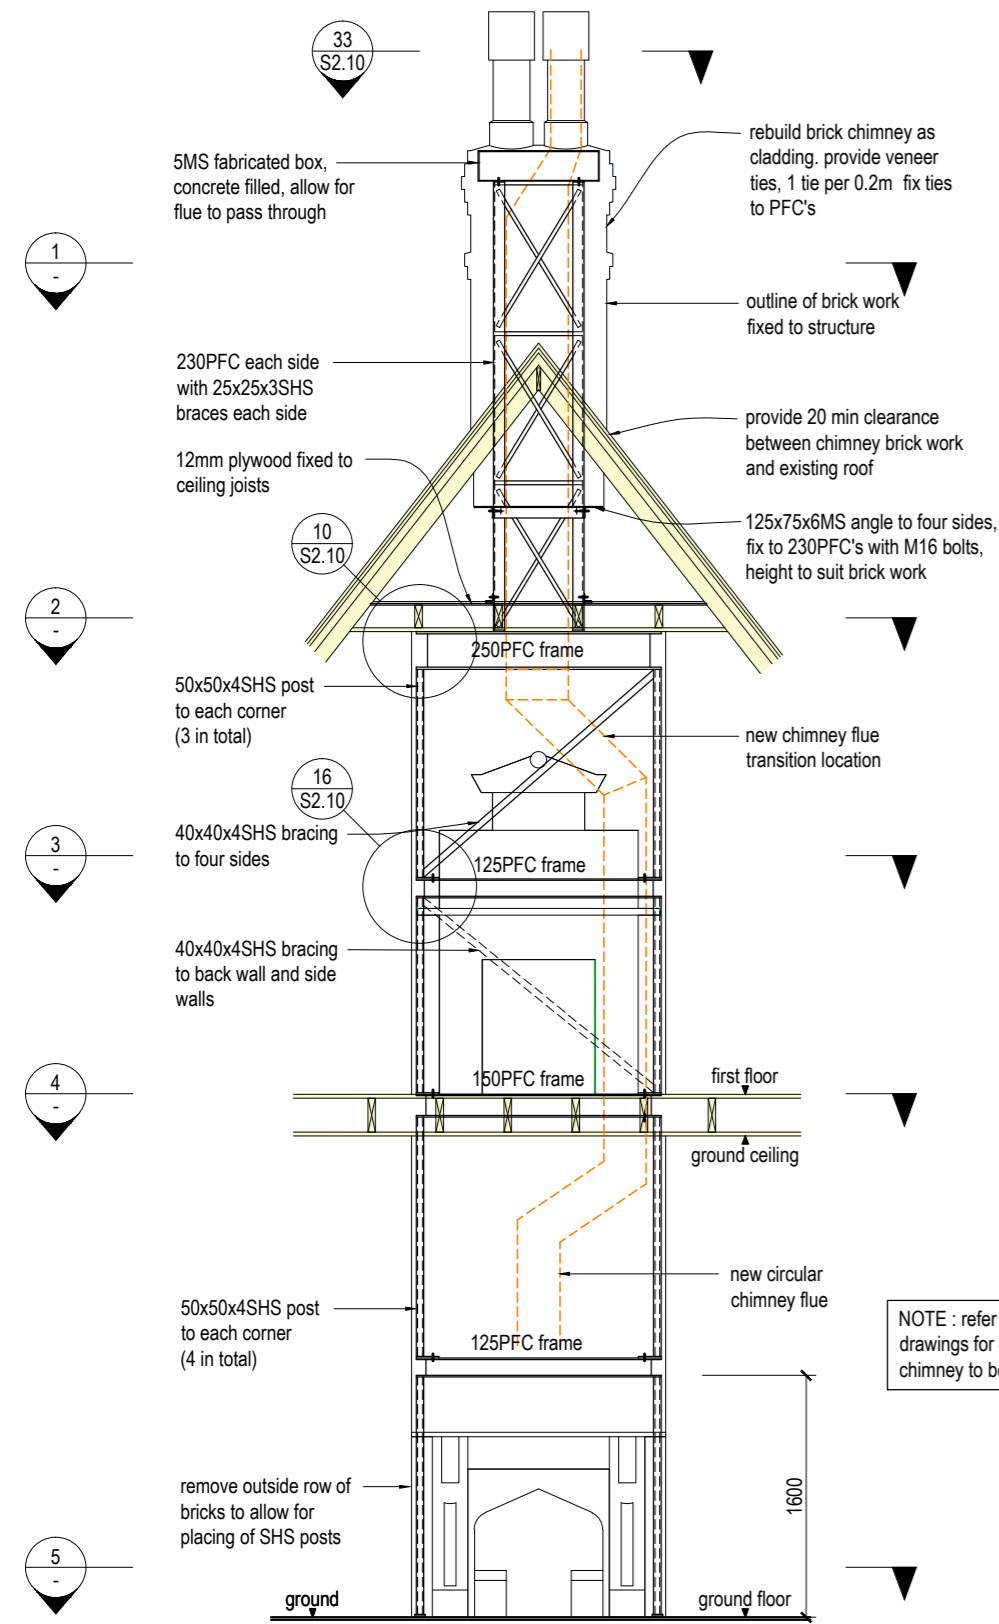 33
S2.10
5MS fabricated box,
concrete filled, allow for
flue to pass through
rebuild brick chimney as
cladding. provide veneer
ties, 1 tie per 0.2m fix ties
to PFC's
1
-
outline of brick work
fixed to structure
230PFC each side
with 25x25x3SHS
braces each side
provide 20 min clearance
between chimney brick work
and existing roof
12mm plywood fixed to
ceiling joists
10
S2.10
125x75x6MS angle to four sides,
fix to 230PFC's with M16 bolts,
height to suit brick work
2
-
250PFC frame
50x50x4SHS post
to each corner
(3 in total)
new chimney flue
transition location
16
S2.10
40x40x4SHS bracing
to four sides
3
-
125PFC frame
40x40x4SHS bracing
to back wall and side
walls
150PFC frame
first floor
4
-
ground ceiling
new circular
chimney flue
50x50x4SHS post
to each corner
(4 in total)
125PFC frame
NOTE : refer
drawings for
chimney to be
1600
remove outside row of
bricks to allow for
placing of SHS posts
5
-
ground
ground floor